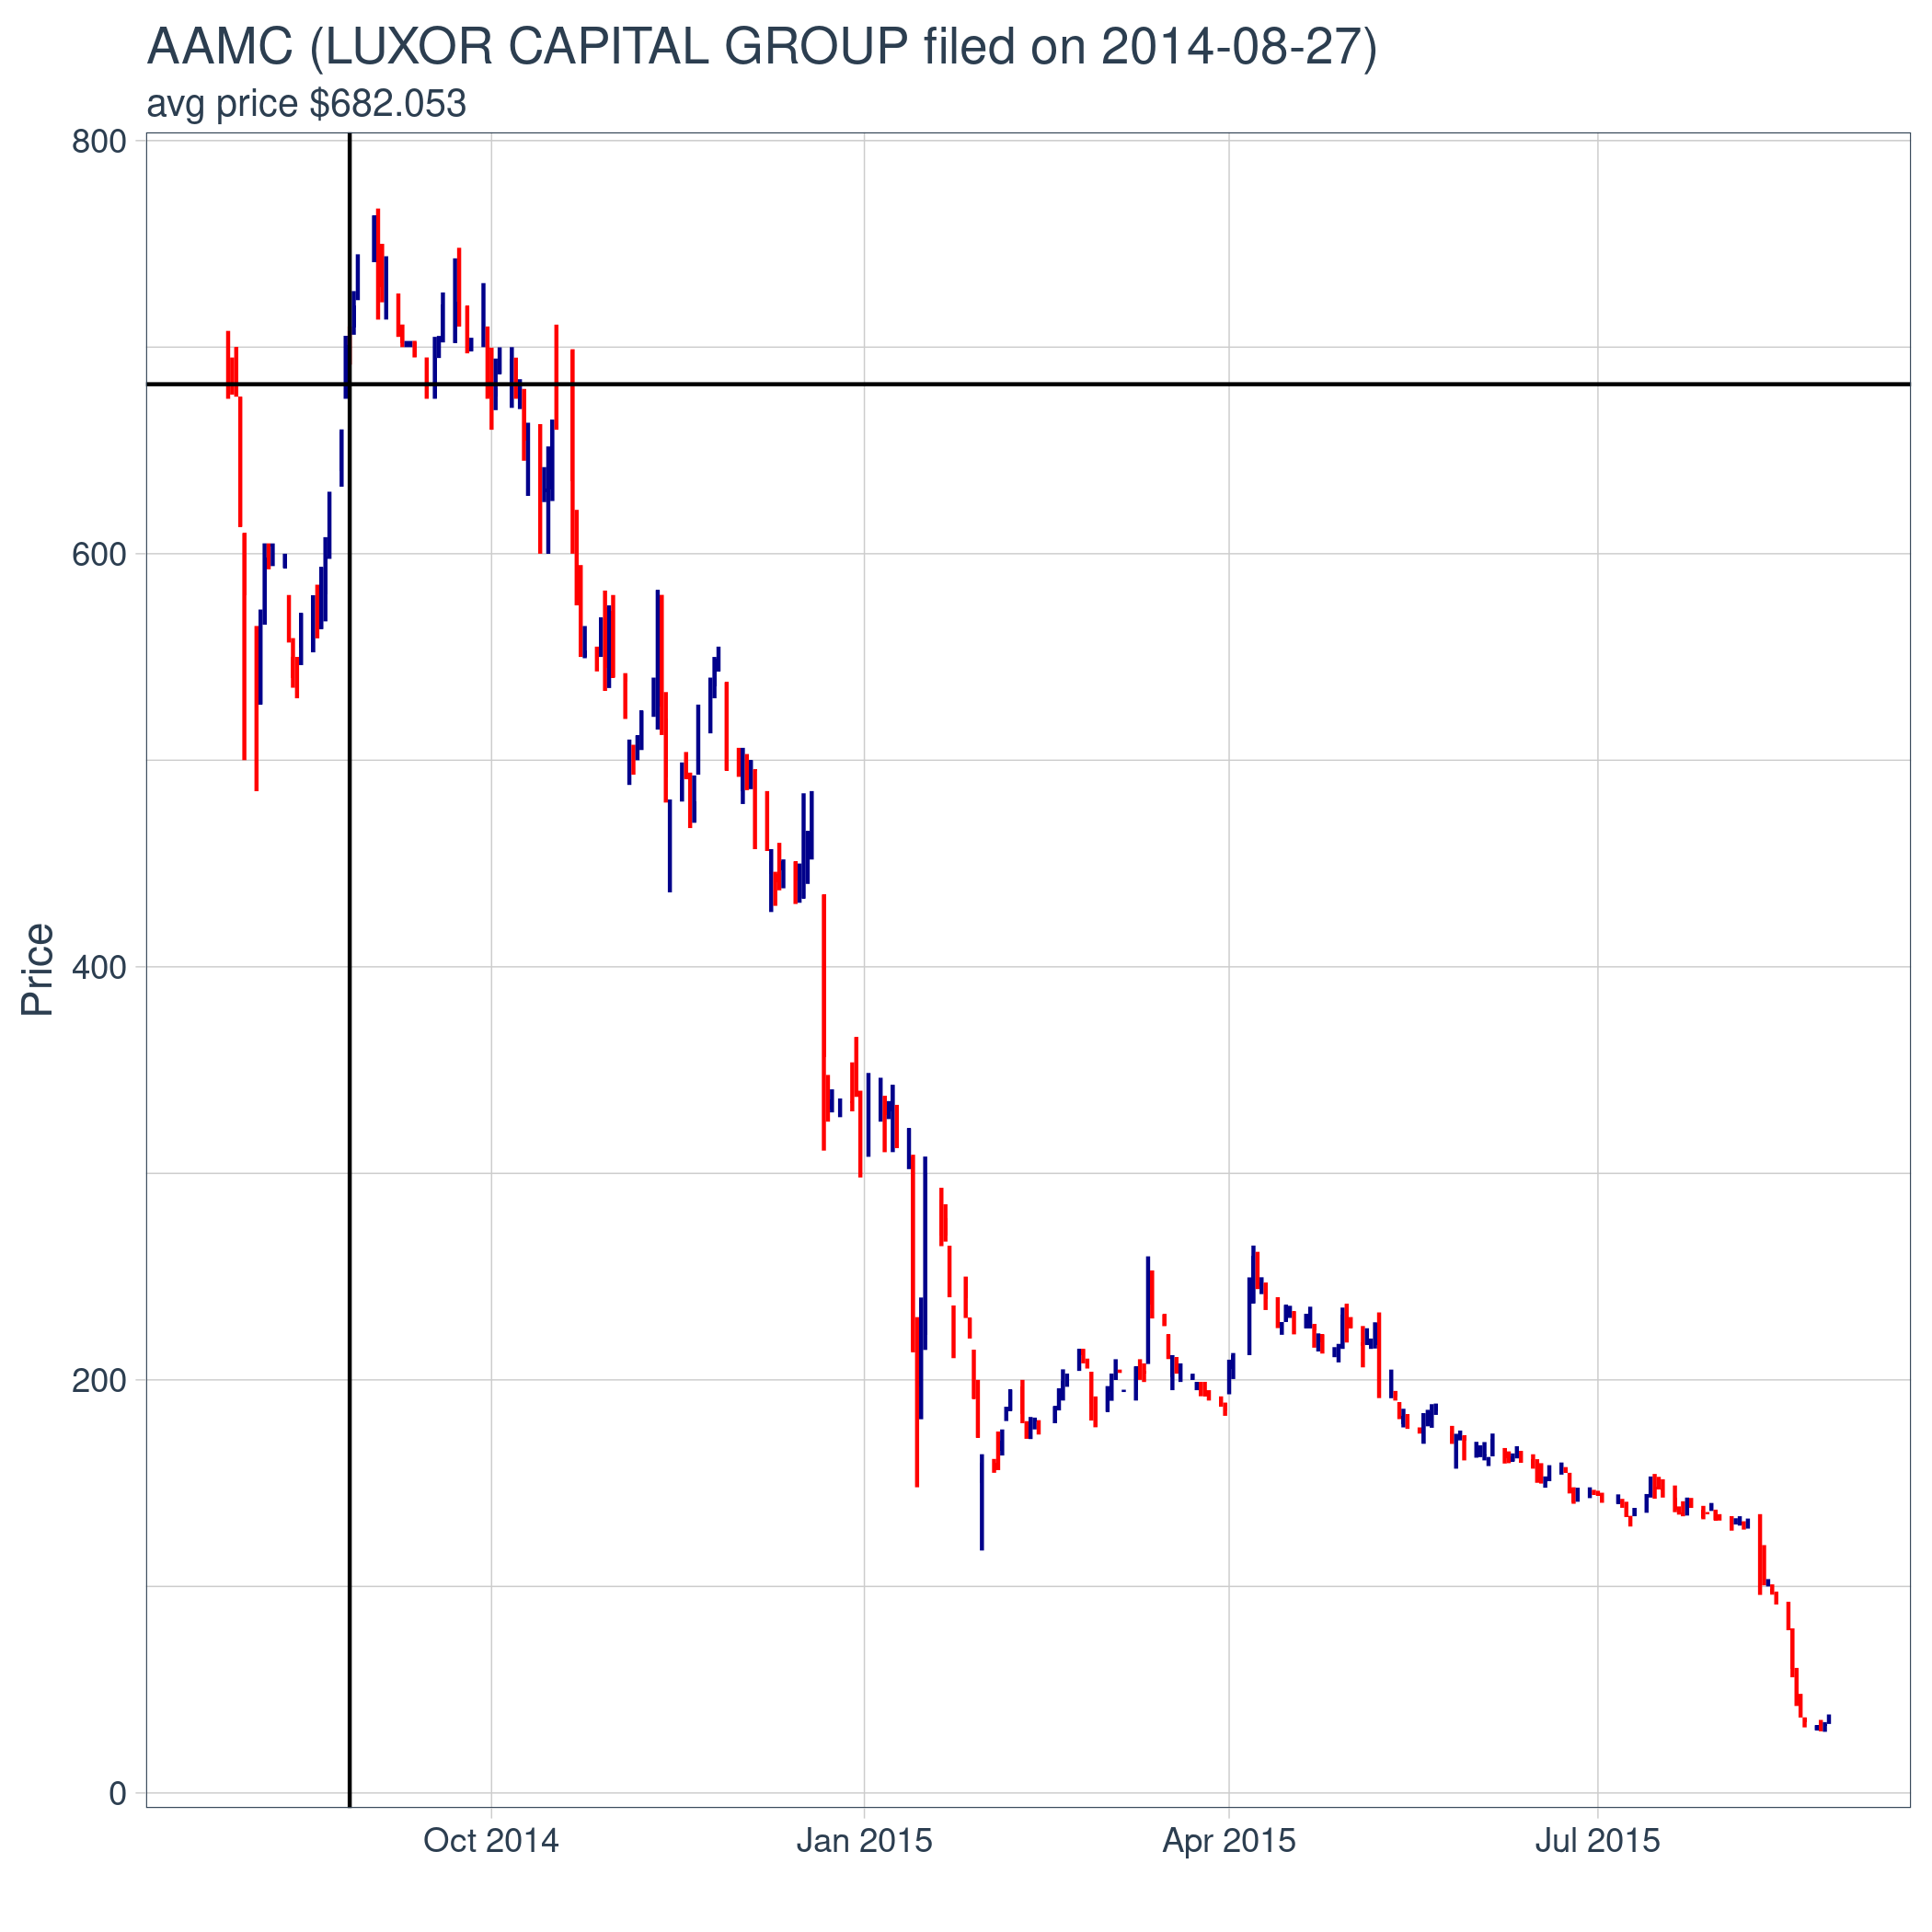 AAMC (LUXOR CAPITAL GROUP filed on 2014-08-27)
avg price $682.053
800
600
400
200
0
Price
Oct 2014
Jan 2015
Apr 2015
Jul 2015